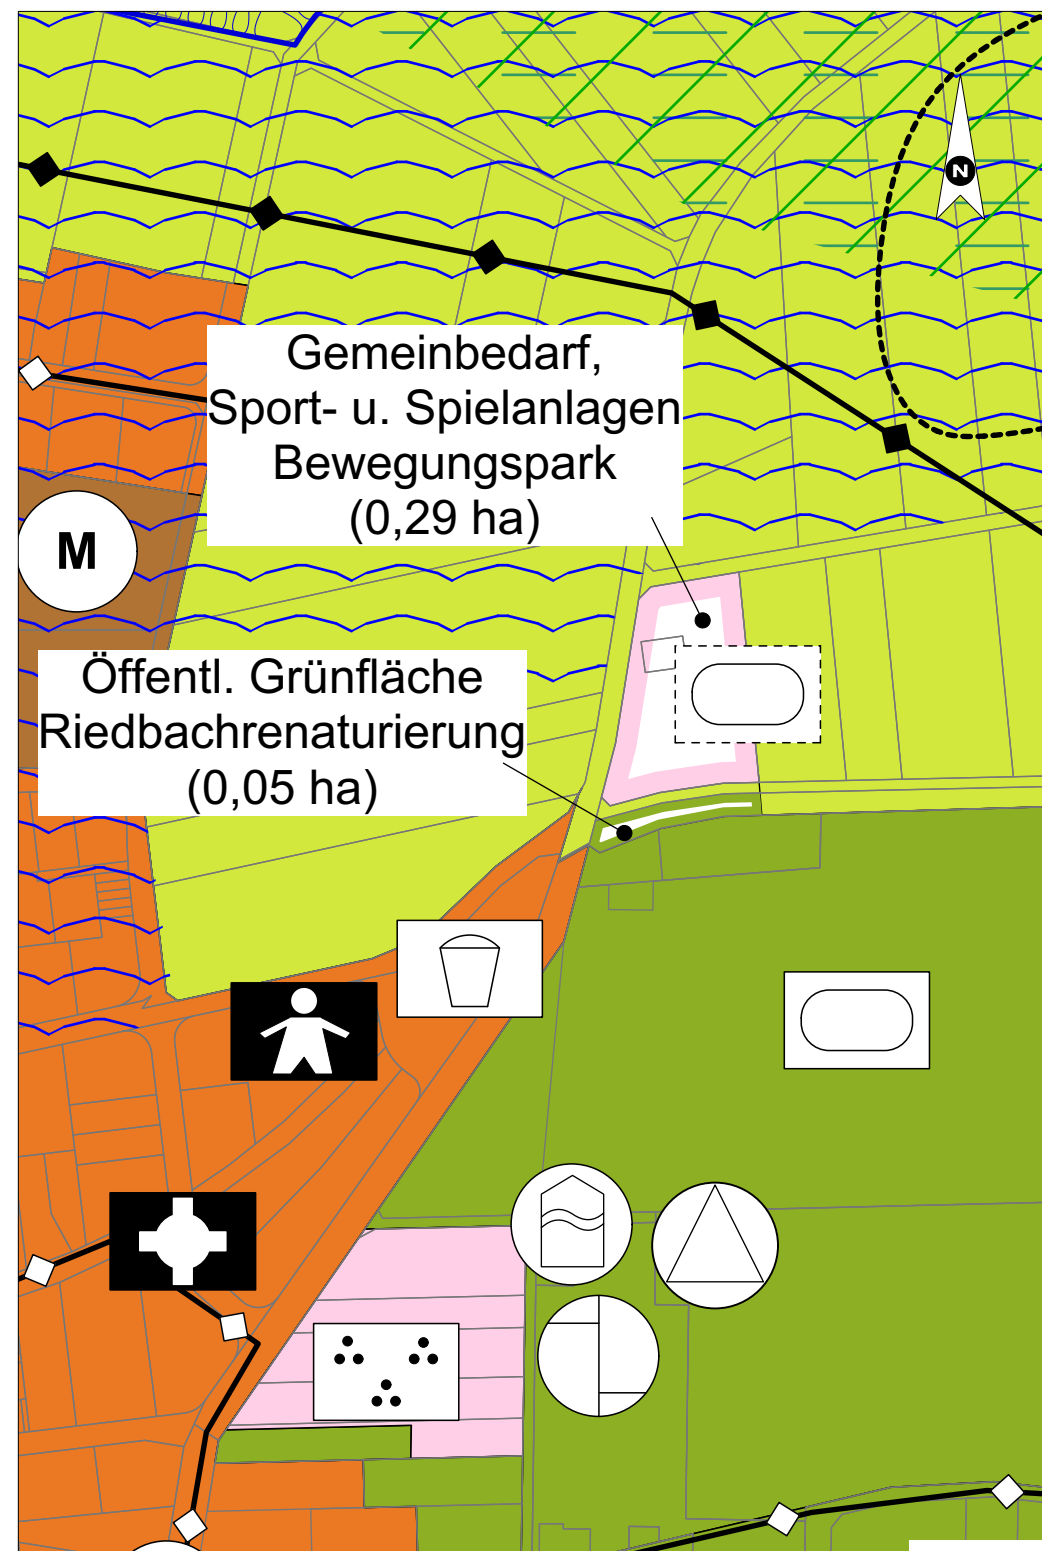 N
Gemeinbedarf,
Sport- u. Spielanlagen
Bewegungspark
(0,29 ha)
M
Öffentl. Grünfläche
Riedbachrenaturierung
(0,05 ha)